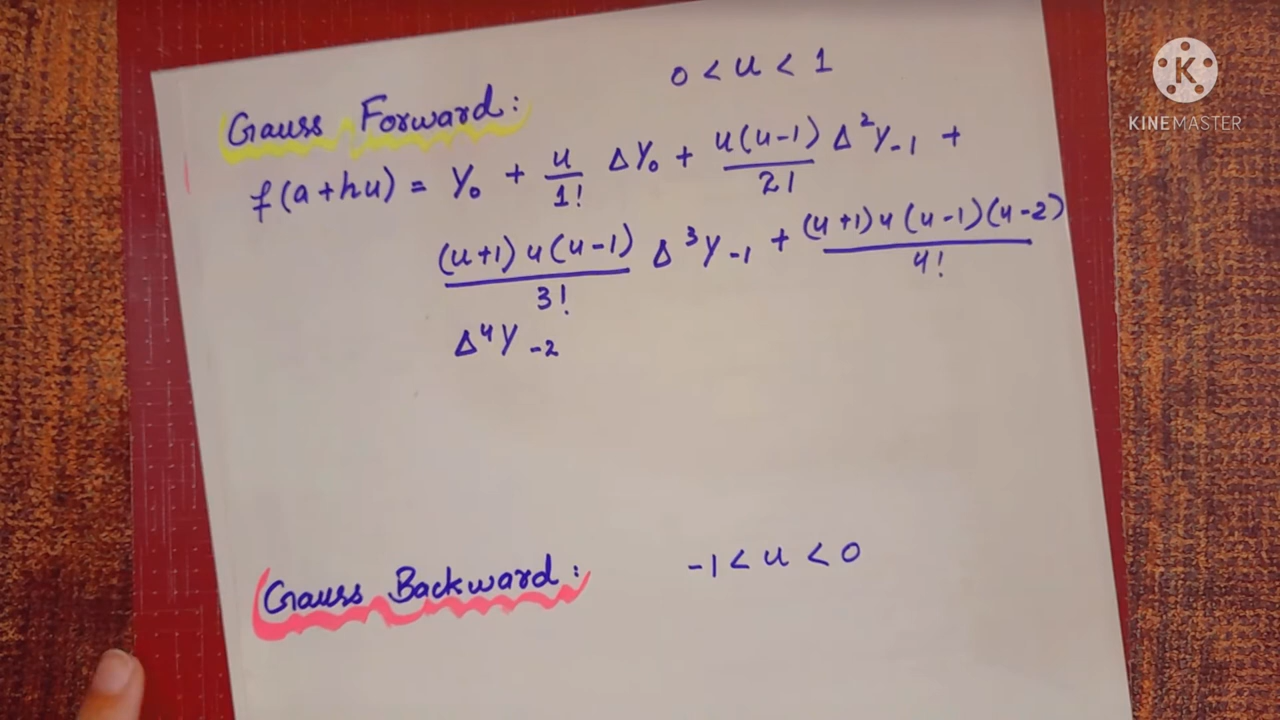 0 < u < 1
Gauss Forward:
f(a+hu) = Y₀ + u/1! ΔY₀ + u(u-1)/2! Δ²Y₋₁ +
(u+1) u (u-1)/3! Δ³Y₋₁ + (u+1) u (u-1)(u-2)/4!
Δ⁴Y₋₂
Gauss Backward: -1 < u < 0
K
KINEMASTER